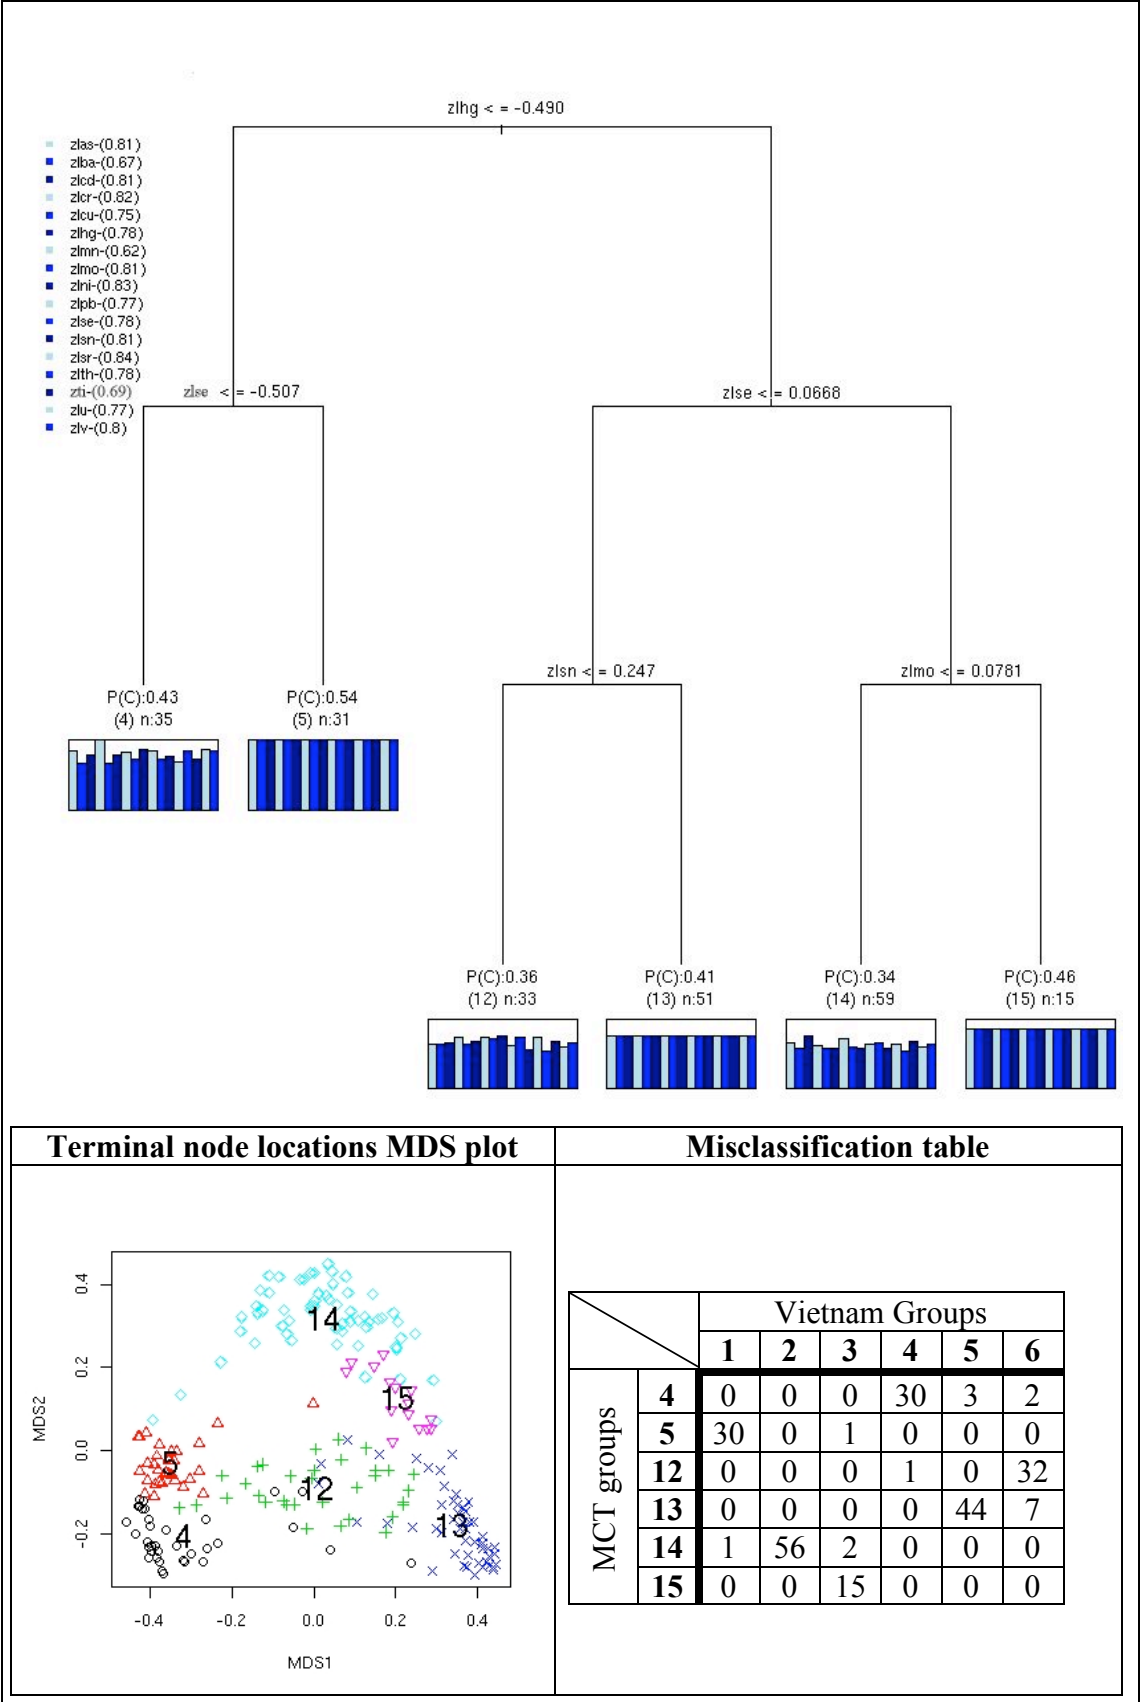 zlhg < = -0.490
zlas-(0.81)
zlba-(0.67)
zlcd-(0.81)
zlcr-(0.82)
zlcu-(0.75)
zlhg-(0.78)
zlmn-(0.62)
zlmo-(0.81)
zlni-(0.83)
zlpb-(0.77)
zlse-(0.78)
zlsn-(0.81)
zlsr-(0.84)
zlth-(0.78)
zti-(0.69)
zlu-(0.77)
zlv-(0.8)
zlse < = -0.507
zlse < = 0.0668
zlsn < = 0.247
zlmo < = 0.0781
P(C):0.43
(4) n:35
P(C):0.54
(5) n:31
P(C):0.36
(12) n:33
P(C):0.41
(13) n:51
P(C):0.34
(14) n:59
P(C):0.46
(15) n:15
Terminal node locations MDS plot
MDS2
0.4
0.2
0.0
-0.2
14
15
5
12
13
4
-0.4 -0.2 0.0 0.2 0.4
MDS1
Misclassification table
Vietnam Groups
1 2 3 4 5 6
MCT groups
4 0 0 0 30 3 2
5 30 0 1 0 0 0
12 0 0 0 1 0 32
13 0 0 0 0 44 7
14 1 56 2 0 0 0
15 0 0 15 0 0 0